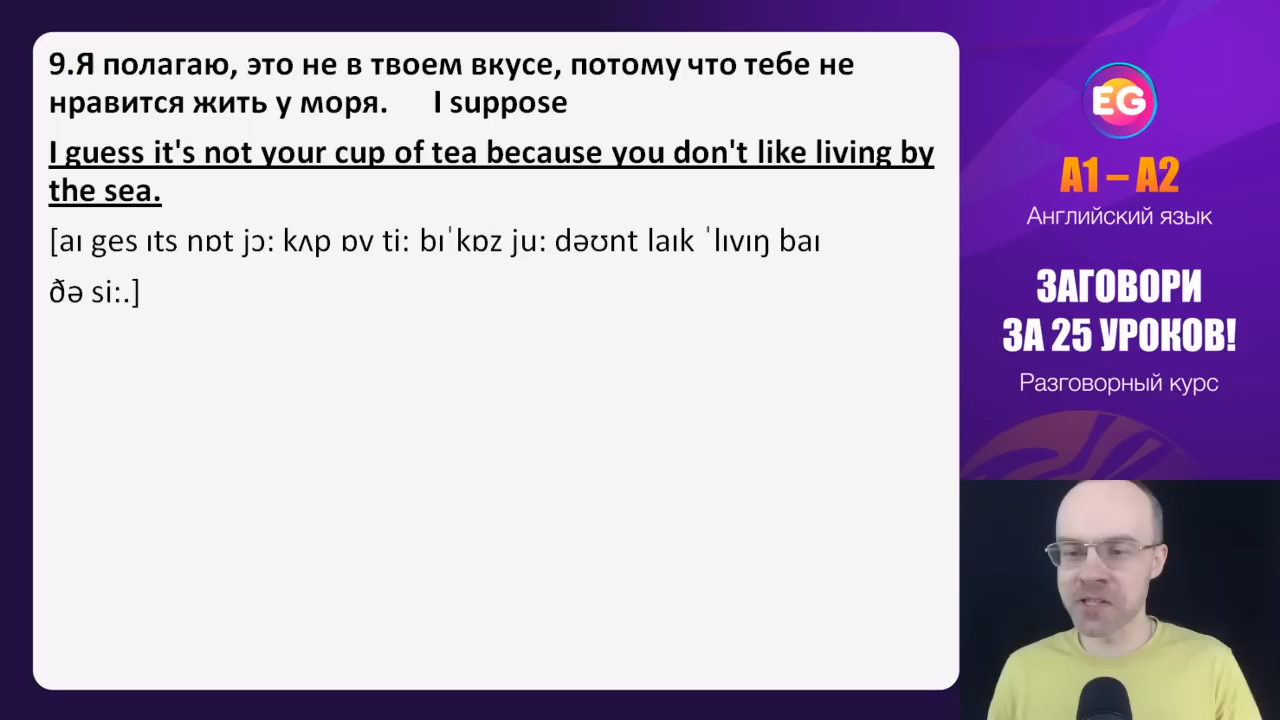 9.Я полагаю, это не в твоем вкусе, потому что тебе не
нравится жить у моря. I suppose
I guess it's not your cup of tea because you don't like living by
the sea.
[aɪ ges ɪts nɒt jɔ: kʌp ɒv ti: bɪˈkɒz ju: dəʊnt laɪk ˈlɪvɪŋ baɪ
ðə si:.]
EG
A1 – A2
Английский язык
ЗАГОВОРИ
ЗА 25 УРОКОВ!
Разговорный курс